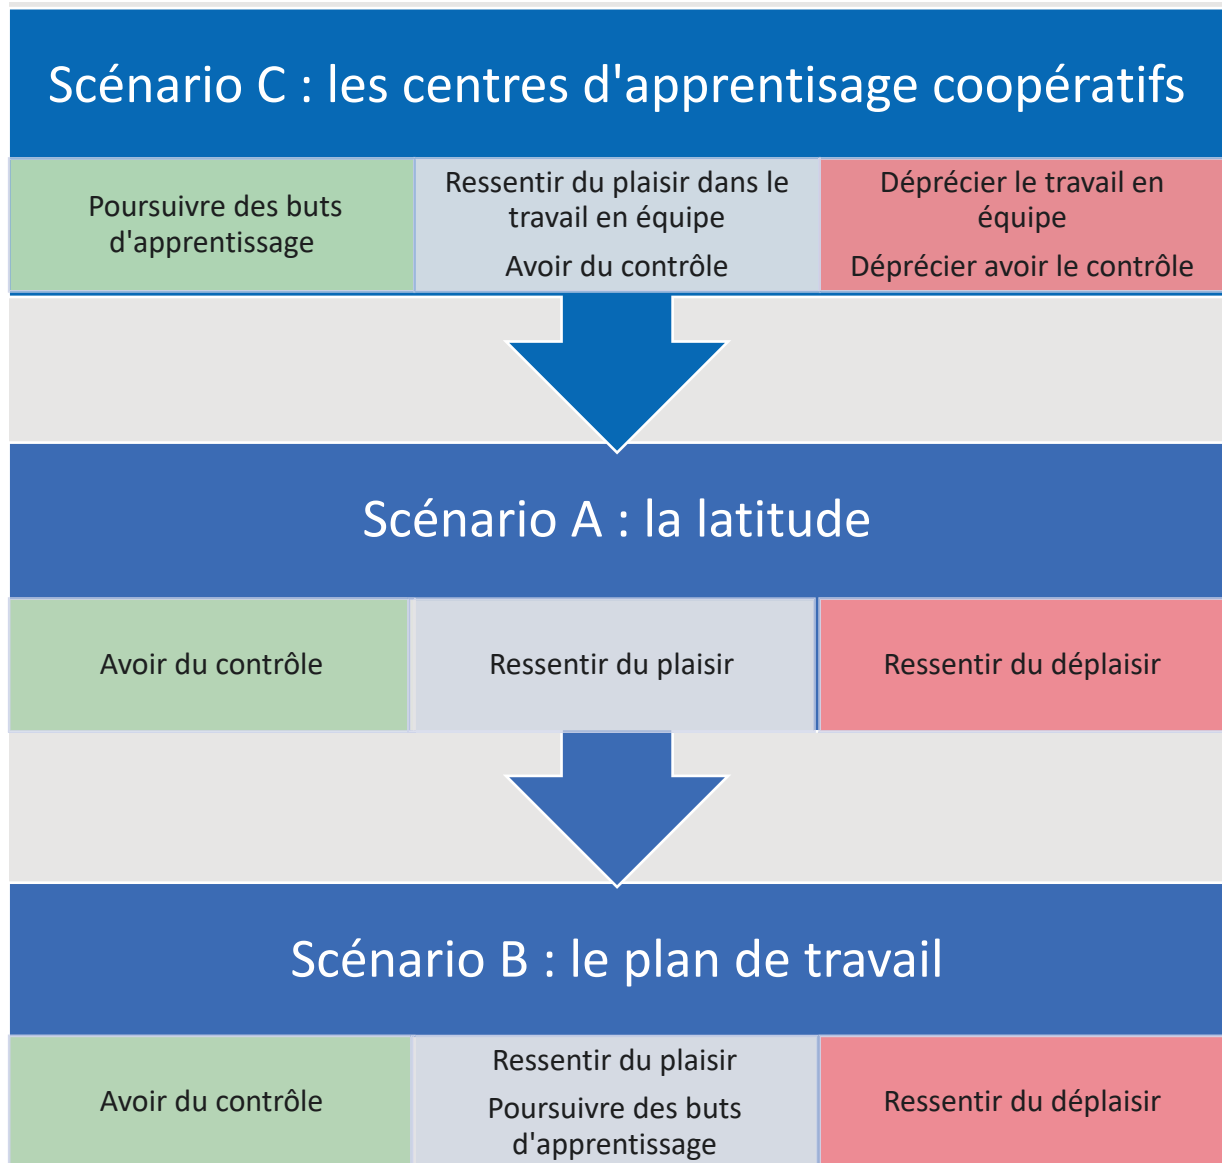 Scénario C : les centres d'apprentisage coopératifs
Poursuivre des buts
d'apprentissage
Ressentir du plaisir dans le
travail en équipe
Avoir du contrôle
Déprécier le travail en
équipe
Déprécier avoir le contrôle
Scénario A : la latitude
Avoir du contrôle
Ressentir du plaisir
Ressentir du déplaisir
Scénario B : le plan de travail
Avoir du contrôle
Ressentir du plaisir
Poursuivre des buts
d'apprentissage
Ressentir du déplaisir